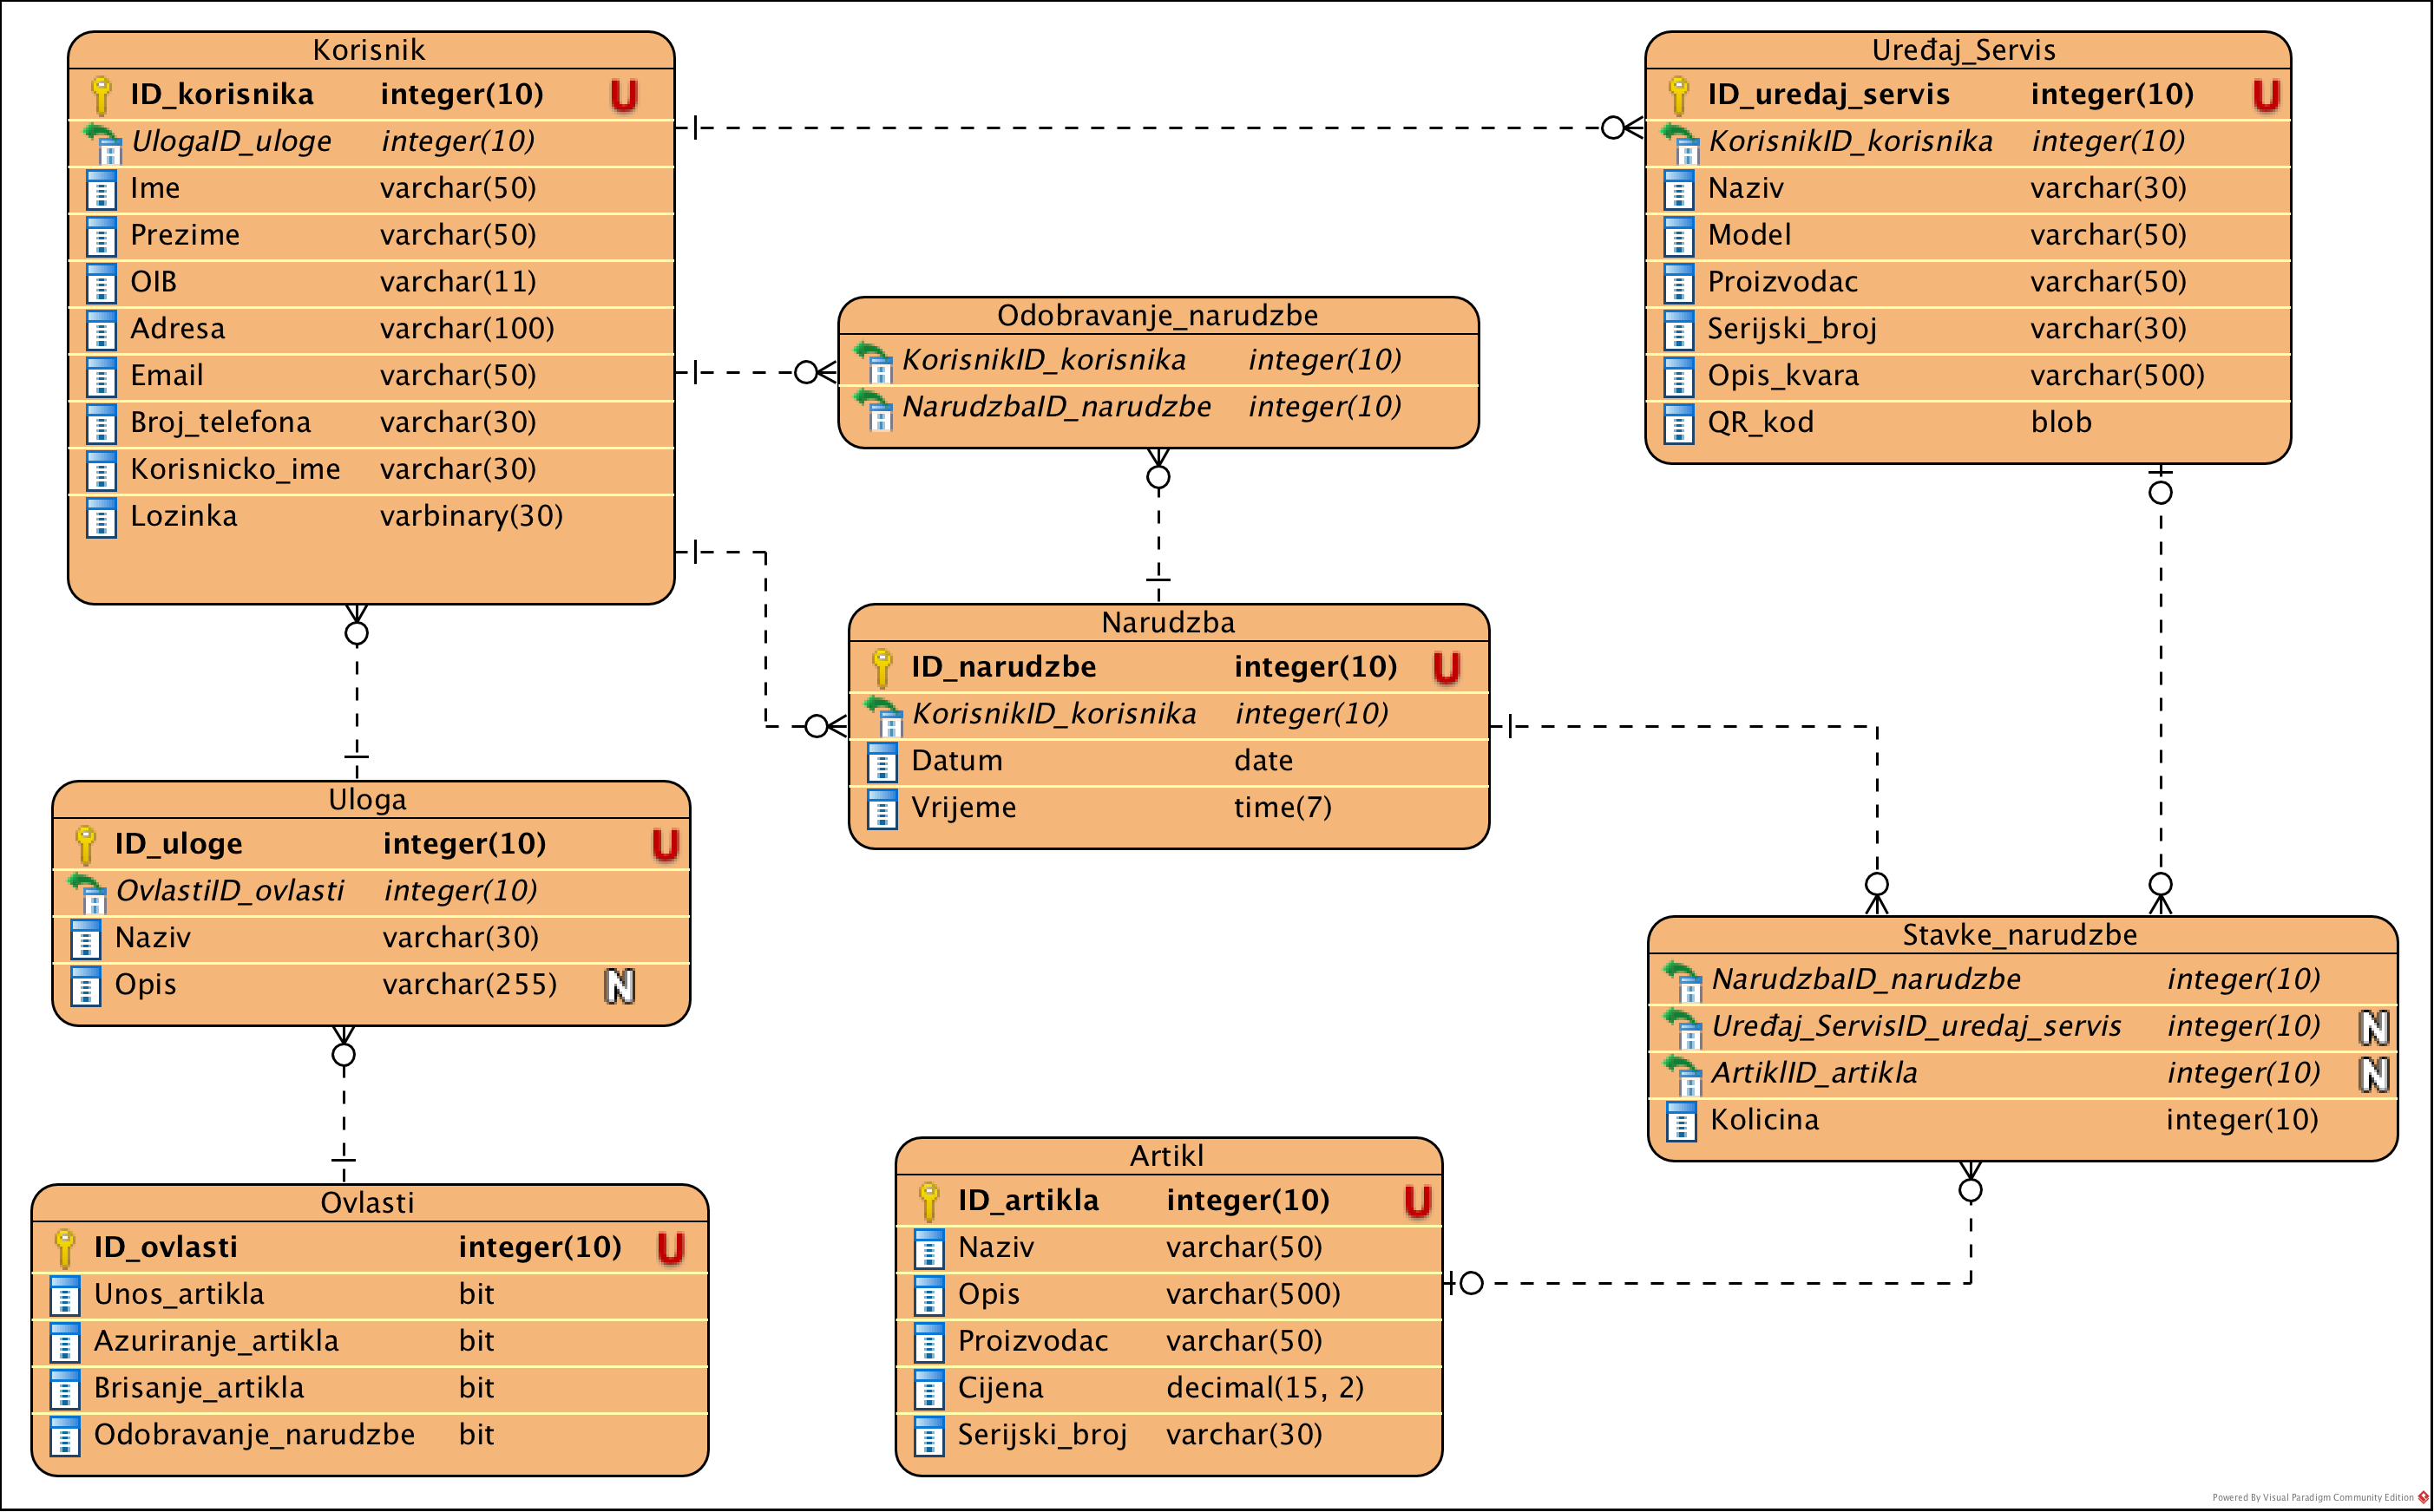 Korisnik
ID_korisnika integer(10) U
UlogaID_uloge integer(10)
Ime varchar(50)
Prezime varchar(50)
OIB varchar(11)
Adresa varchar(100)
Email varchar(50)
Broj_telefona varchar(30)
Korisnicko_ime varchar(30)
Lozinka varbinary(30)
Uređaj_Servis
ID_uredaj_servis integer(10) U
KorisnikID_korisnika integer(10)
Naziv varchar(30)
Model varchar(50)
Proizvodac varchar(50)
Serijski_broj varchar(30)
Opis_kvara varchar(500)
QR_kod blob
Odobravanje_narudzbe
KorisnikID_korisnika integer(10)
NarudzbaID_narudzbe integer(10)
Narudzba
ID_narudzbe integer(10) U
KorisnikID_korisnika integer(10)
Datum date
Vrijeme time(7)
Uloga
ID_uloge integer(10) U
OvlastiID_ovlasti integer(10)
Naziv varchar(30)
Opis varchar(255) N
Stavke_narudzbe
NarudzbaID_narudzbe integer(10)
Uređaj_ServisID_uredaj_servis integer(10) N
ArtiklID_artikla integer(10) N
Kolicina integer(10)
Ovlasti
ID_ovlasti integer(10) U
Unos_artikla bit
Azuriranje_artikla bit
Brisanje_artikla bit
Odobravanje_narudzbe bit
Artikl
ID_artikla integer(10) U
Naziv varchar(50)
Opis varchar(500)
Proizvodac varchar(50)
Cijena decimal(15, 2)
Serijski_broj varchar(30)
Powered By Visual Paradigm Community Edition